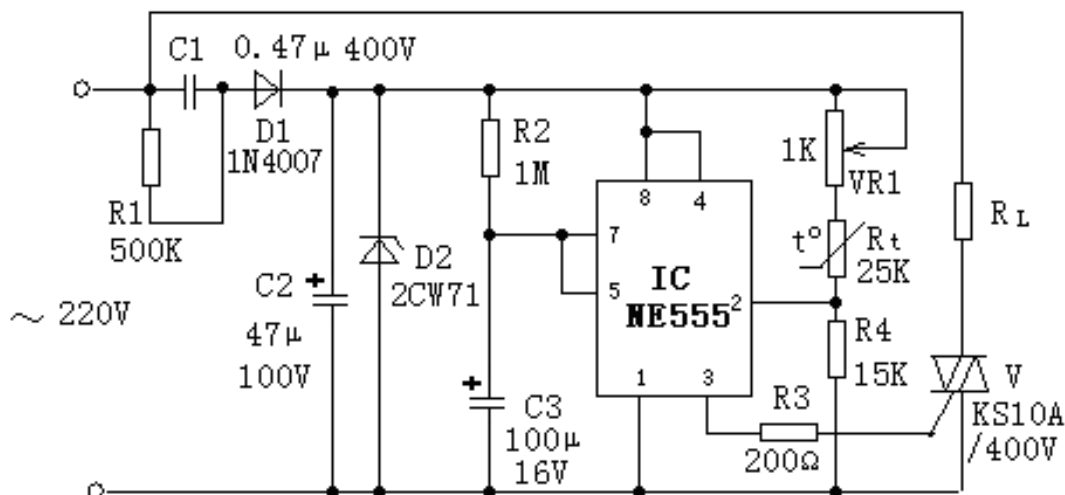 C1
0.47μ 400V
D1
1N4007
R1
500K
~ 220V
C2
47μ
100V
D2
2CW71
R2
1M
C3
100μ
16V
8
4
7
5
IC
NE555
2
1
3
1K
VR1
t°
Rt
25K
R4
15K
R3
200Ω
RL
V
KS10A
/400V